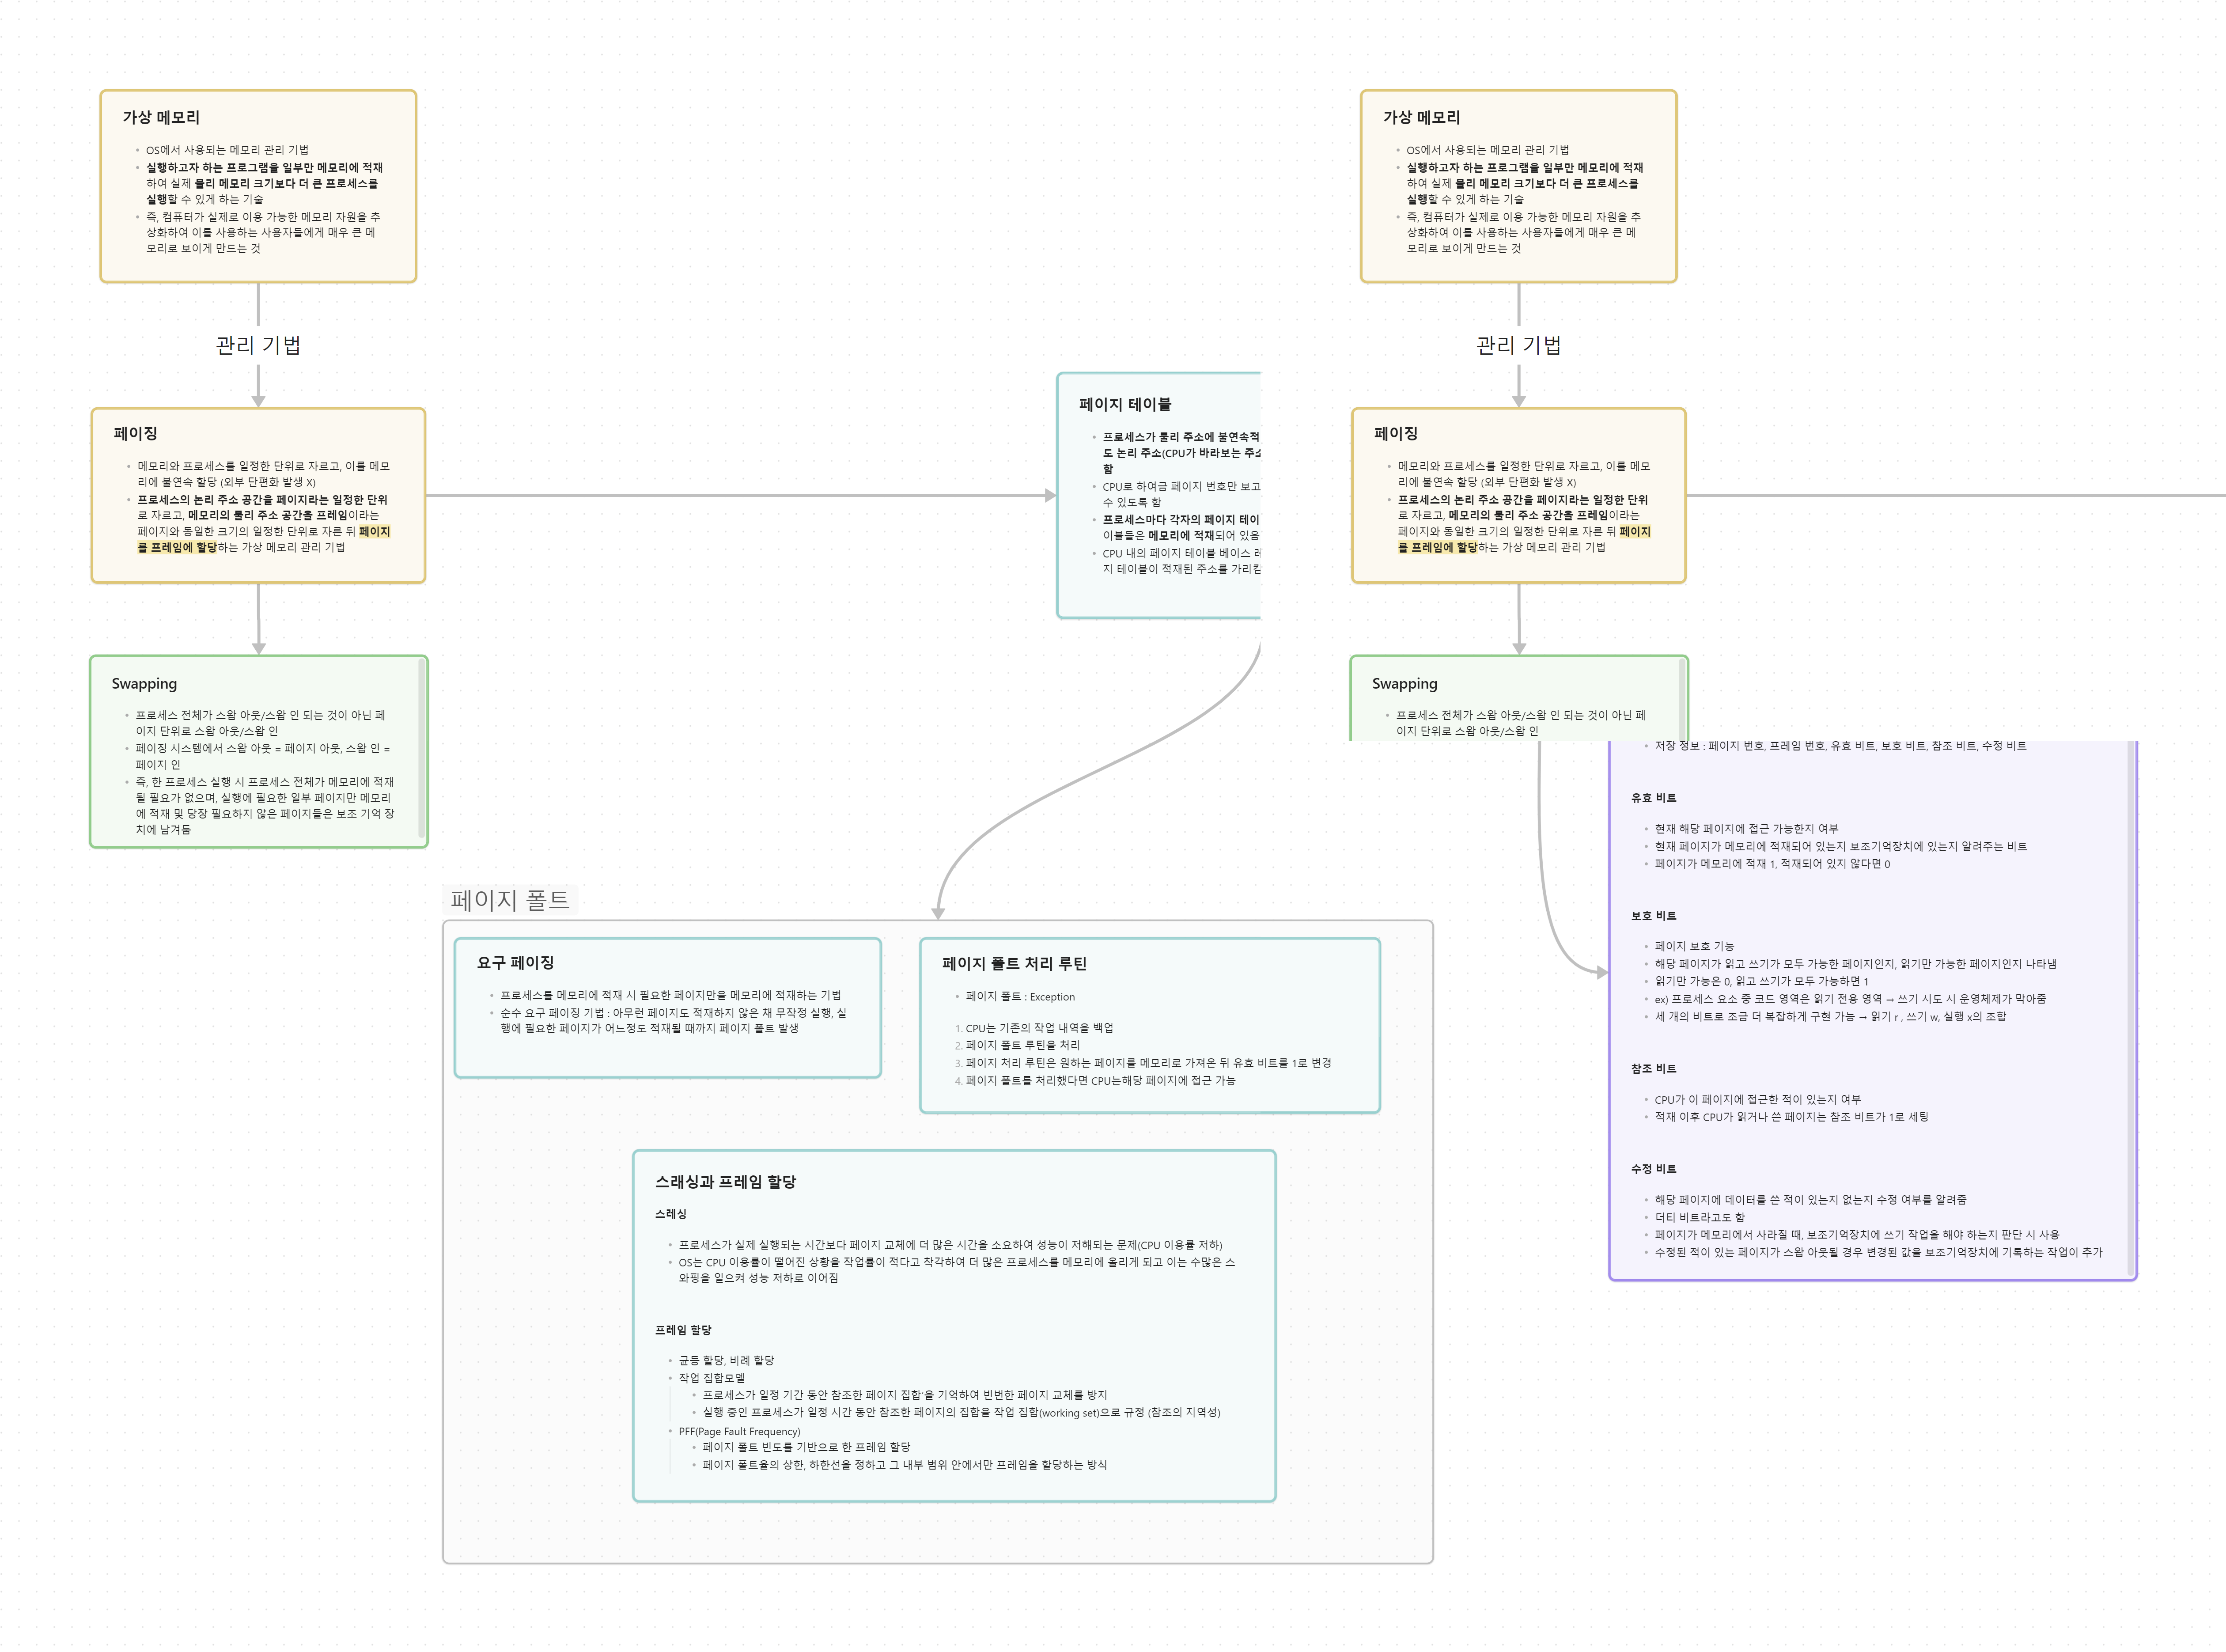 가상 메모리
OS에서 사용되는 메모리 관리 기법
실행하고자 하는 프로그램을 일부만 메모리에 적재
하여 실제 물리 메모리 크기보다 더 큰 프로세스를
실행할 수 있게 하는 기술
즉, 컴퓨터가 실제로 이용 가능한 메모리 자원을 추
상화하여 이를 사용하는 사용자들에게 매우 큰 메
모리로 보이게 만드는 것
관리 기법
페이징
메모리와 프로세스를 일정한 단위로 자르고, 이를 메모
리에 불연속 할당 (외부 단편화 발생 X)
프로세스의 논리 주소 공간을 페이지라는 일정한 단위
로 자르고, 메모리의 물리 주소 공간을 프레임이라는
페이지와 동일한 크기의 일정한 단위로 자른 뒤 페이지
를 프레임에 할당하는 가상 메모리 관리 기법
Swapping
프로세스 전체가 스왑 아웃/스왑 인 되는 것이 아닌 페
이지 단위로 스왑 아웃/스왑 인
페이징 시스템에서 스왑 아웃 = 페이지 아웃, 스왑 인 =
페이지 인
즉, 한 프로세스 실행 시 프로세스 전체가 메모리에 적재
될 필요가 없으며, 실행에 필요한 일부 페이지만 메모리
에 적재 및 당장 필요하지 않은 페이지들은 보조 기억 장
치에 남겨둠
페이지 테이블
프로세스가 물리 주소에 불연속적
도 논리 주소(CPU가 바라보는 주소
함
CPU로 하여금 페이지 번호만 보고
수 있도록 함
프로세스마다 각자의 페이지 테이
이블들은 메모리에 적재되어 있음
CPU 내의 페이지 테이블 베이스 레
지 테이블이 적재된 주소를 가리킴
페이지 폴트
요구 페이징
프로세스를 메모리에 적재 시 필요한 페이지만을 메모리에 적재하는 기법
순수 요구 페이징 기법 : 아무런 페이지도 적재하지 않은 채 무작정 실행, 실
행에 필요한 페이지가 어느정도 적재될 때까지 페이지 폴트 발생
페이지 폴트 처리 루틴
페이지 폴트 : Exception
1. CPU는 기존의 작업 내역을 백업
2. 페이지 폴트 루틴을 처리
3. 페이지 처리 루틴은 원하는 페이지를 메모리로 가져온 뒤 유효 비트를 1로 변경
4. 페이지 폴트를 처리했다면 CPU는해당 페이지에 접근 가능
스래싱과 프레임 할당
스레싱
프로세스가 실제 실행되는 시간보다 페이지 교체에 더 많은 시간을 소요하여 성능이 저해되는 문제(CPU 이용률 저하)
OS는 CPU 이용률이 떨어진 상황을 작업률이 적다고 착각하여 더 많은 프로세스를 메모리에 올리게 되고 이는 수많은 스
와핑을 일으켜 성능 저하로 이어짐
프레임 할당
균등 할당, 비례 할당
작업 집합모델
프로세스가 일정 기간 동안 참조한 페이지 집합'을 기억하여 빈번한 페이지 교체를 방지
실행 중인 프로세스가 일정 시간 동안 참조한 페이지의 집합을 작업 집합(working set)으로 규정 (참조의 지역성)
PFF(Page Fault Frequency)
페이지 폴트 빈도를 기반으로 한 프레임 할당
페이지 폴트율의 상한, 하한선을 정하고 그 내부 범위 안에서만 프레임을 할당하는 방식
가상 메모리
OS에서 사용되는 메모리 관리 기법
실행하고자 하는 프로그램을 일부만 메모리에 적재
하여 실제 물리 메모리 크기보다 더 큰 프로세스를
실행할 수 있게 하는 기술
즉, 컴퓨터가 실제로 이용 가능한 메모리 자원을 추
상화하여 이를 사용하는 사용자들에게 매우 큰 메
모리로 보이게 만드는 것
관리 기법
페이징
메모리와 프로세스를 일정한 단위로 자르고, 이를 메모
리에 불연속 할당 (외부 단편화 발생 X)
프로세스의 논리 주소 공간을 페이지라는 일정한 단위
로 자르고, 메모리의 물리 주소 공간을 프레임이라는
페이지와 동일한 크기의 일정한 단위로 자른 뒤 페이지
를 프레임에 할당하는 가상 메모리 관리 기법
Swapping
프로세스 전체가 스왑 아웃/스왑 인 되는 것이 아닌 페
이지 단위로 스왑 아웃/스왑 인
저장 정보 : 페이지 번호, 프레임 번호, 유효 비트, 보호 비트, 참조 비트, 수정 비트
유효 비트
현재 해당 페이지에 접근 가능한지 여부
현재 페이지가 메모리에 적재되어 있는지 보조기억장치에 있는지 알려주는 비트
페이지가 메모리에 적재 1, 적재되어 있지 않다면 0
보호 비트
페이지 보호 기능
해당 페이지가 읽고 쓰기가 모두 가능한 페이지인지, 읽기만 가능한 페이지인지 나타냄
읽기만 가능은 0, 읽고 쓰기가 모두 가능하면 1
ex) 프로세스 요소 중 코드 영역은 읽기 전용 영역 → 쓰기 시도 시 운영체제가 막아줌
세 개의 비트로 조금 더 복잡하게 구현 가능 → 읽기 r , 쓰기 w, 실행 x의 조합
참조 비트
CPU가 이 페이지에 접근한 적이 있는지 여부
적재 이후 CPU가 읽거나 쓴 페이지는 참조 비트가 1로 세팅
수정 비트
해당 페이지에 데이터를 쓴 적이 있는지 없는지 수정 여부를 알려줌
더티 비트라고도 함
페이지가 메모리에서 사라질 때, 보조기억장치에 쓰기 작업을 해야 하는지 판단 시 사용
수정된 적이 있는 페이지가 스왑 아웃될 경우 변경된 값을 보조기억장치에 기록하는 작업이 추가